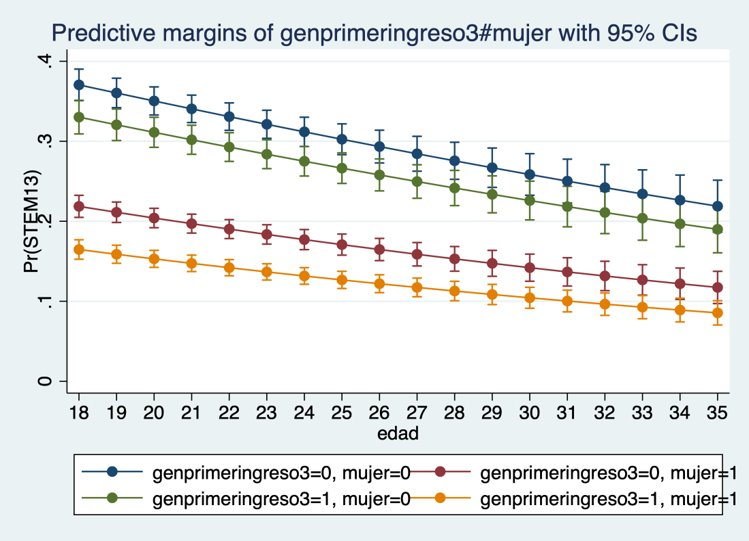 Predictive margins of genprimeringreso3#mujer with 95% CIs
Pr(STEM13)
.4
.3
.2
.1
0
18 19 20 21 22 23 24 25 26 27 28 29 30 31 32 33 34 35
edad
genprimeringreso3=0, mujer=0 genprimeringreso3=0, mujer=1
genprimeringreso3=1, mujer=0 genprimeringreso3=1, mujer=1